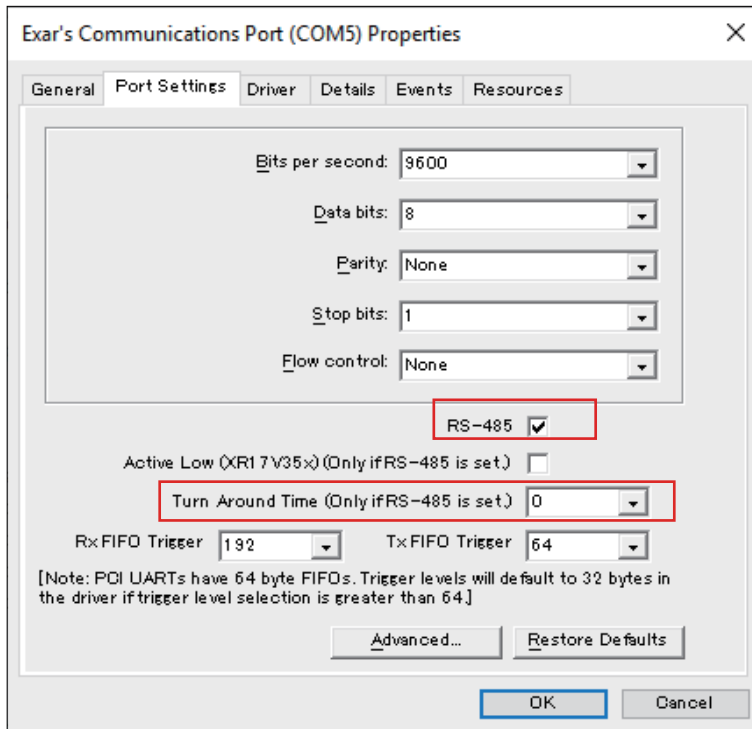 Exar's Communications Port (COM5) Properties
General Port Settings Driver Details Events Resources
Bits per second: 9600
Data bits: 8
Parity: None
Stop bits: 1
Flow control: None
RS-485
Active Low (XR17V35x) (Only if RS-485 is set.)
Turn Around Time (Only if RS-485 is set.) 0
Rx FIFO Trigger 192 Tx FIFO Trigger 64
[Note: PCI UARTs have 64 byte FIFOs. Trigger levels will default to 32 bytes in
the driver if trigger level selection is greater than 64.]
Advanced... Restore Defaults
OK Cancel